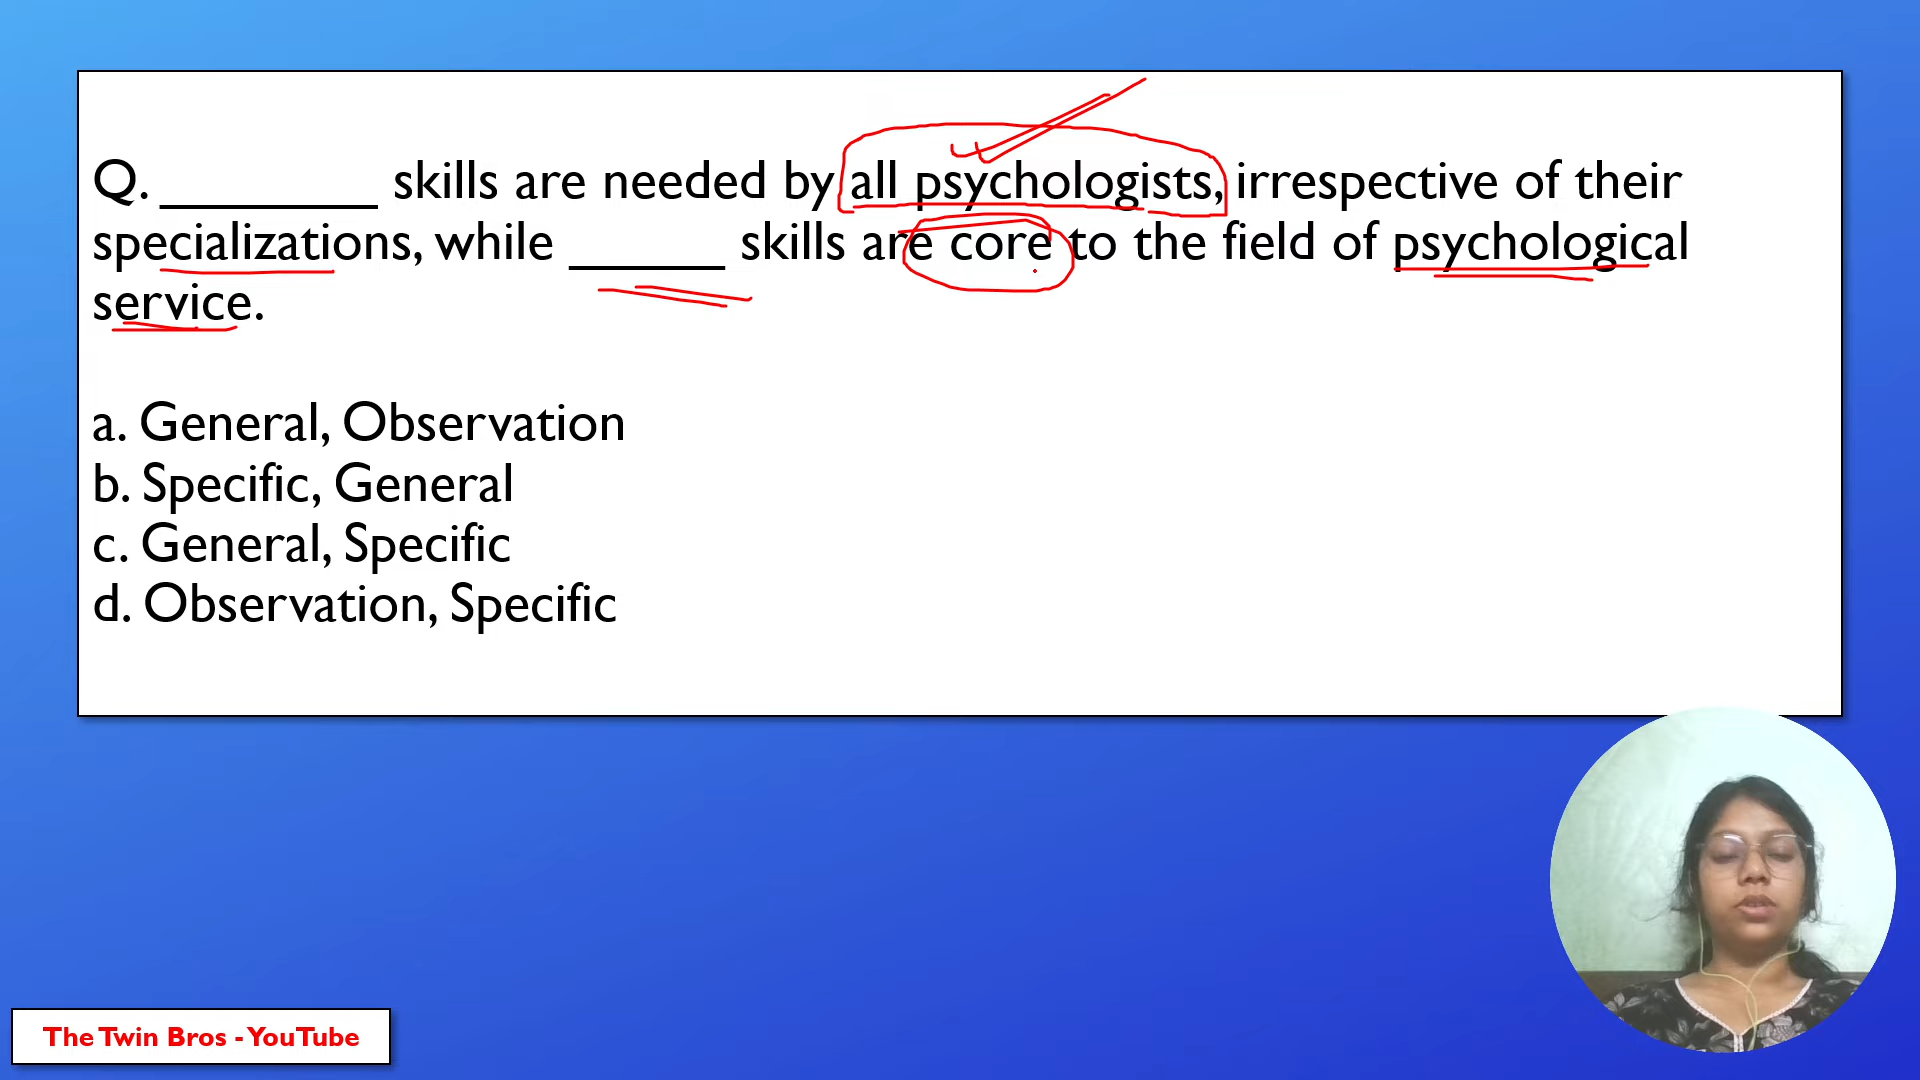 Q. ________ skills are needed by all psychologists, irrespective of their
specializations, while ______ skills are core to the field of psychological
service.
a. General, Observation
b. Specific, General
c. General, Specific
d. Observation, Specific
The Twin Bros - YouTube